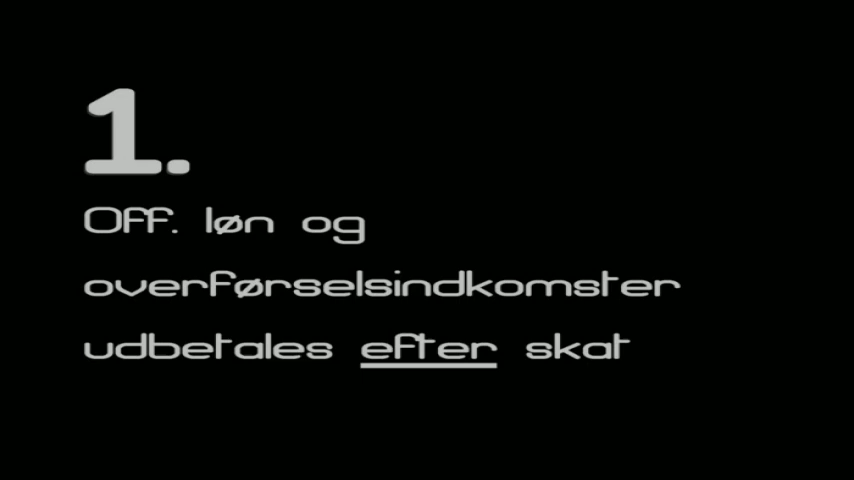 1.
Off. løn og
overførselsindkomster
udbetales efter skat